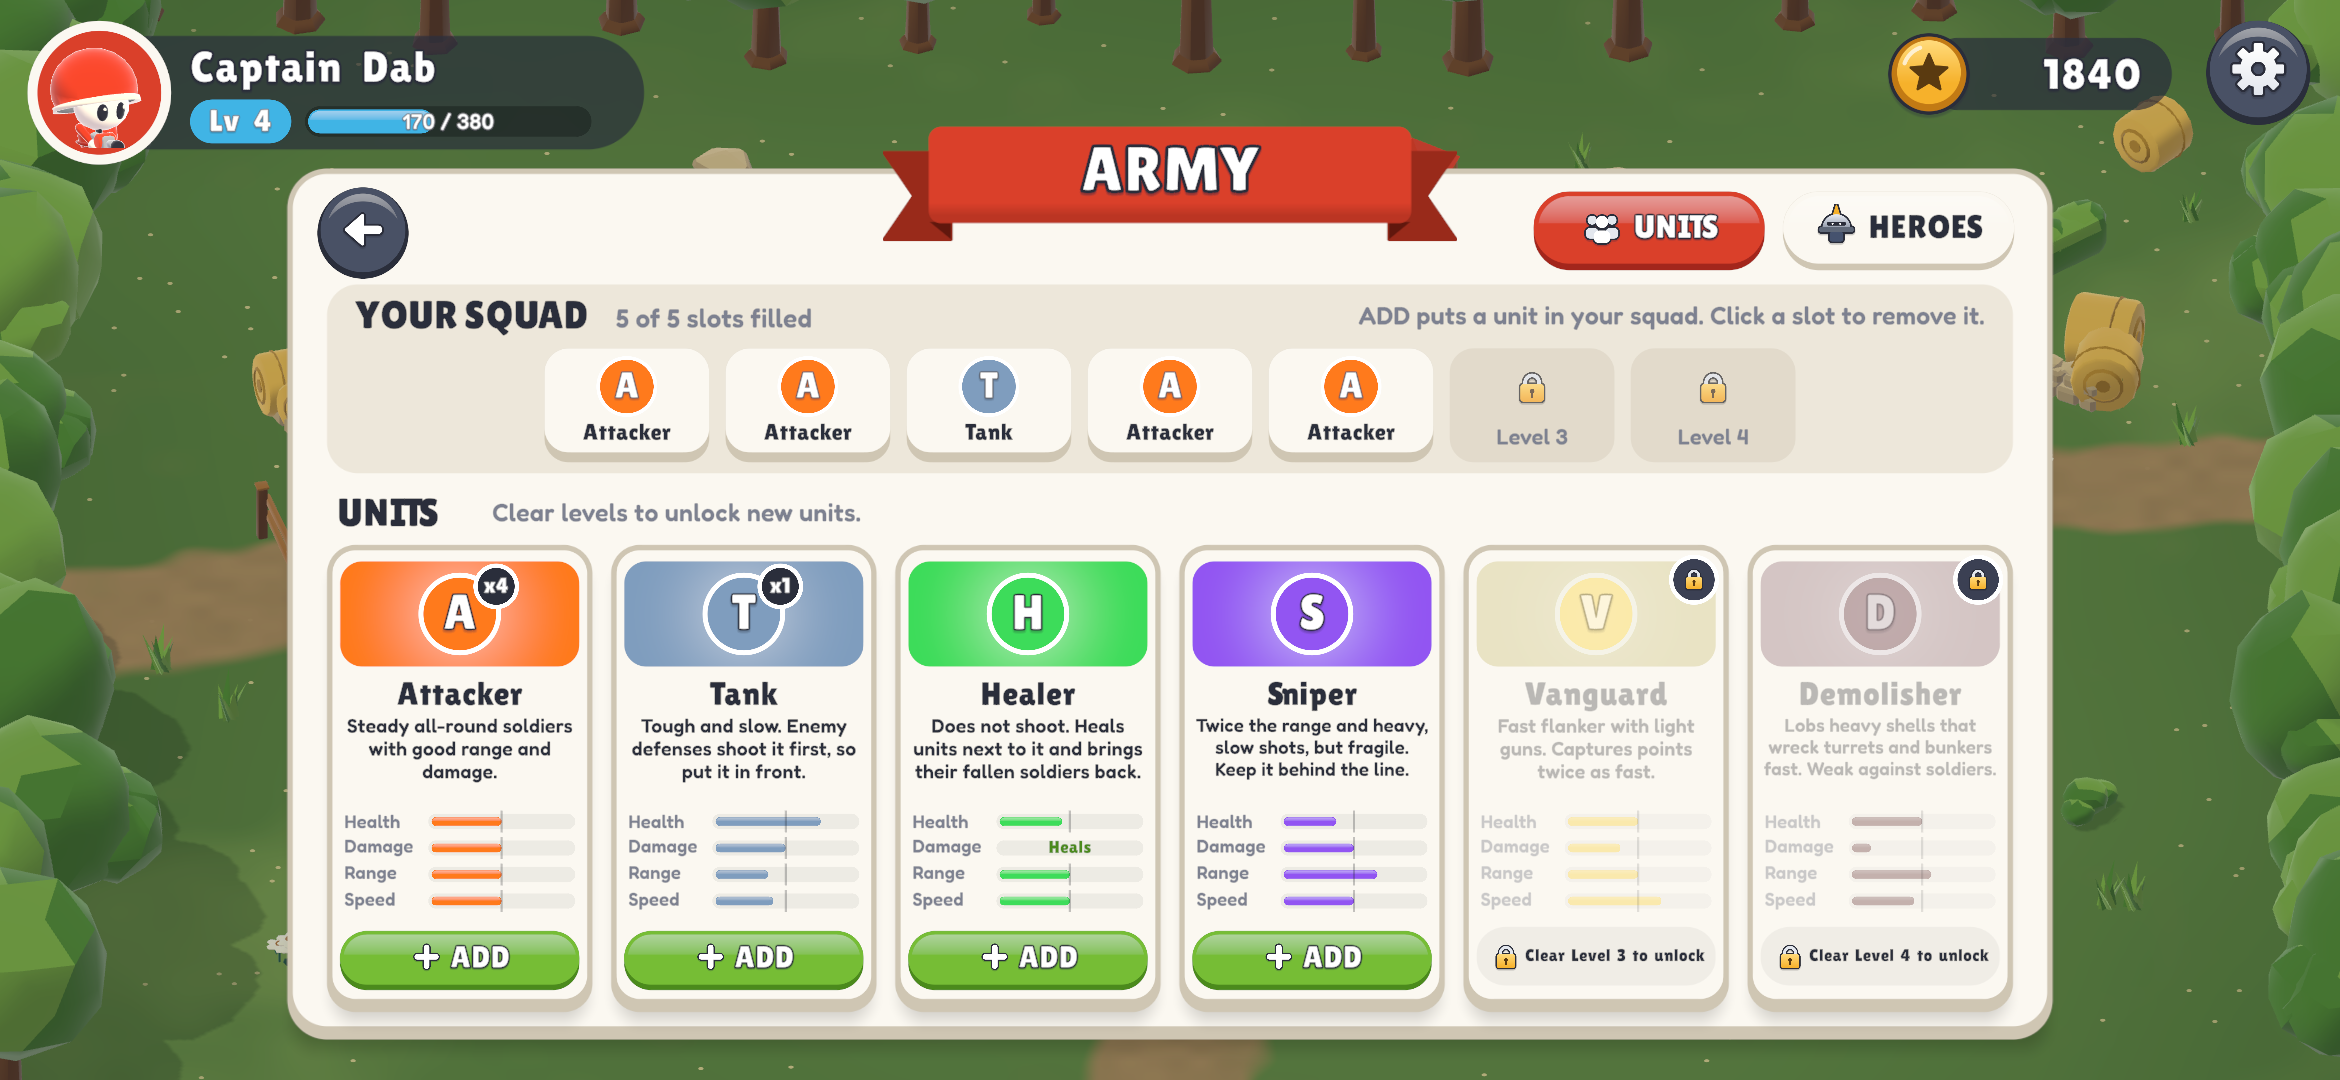 Captain Dab
Lv 4
170 / 380
1840
ARMY
UNITS
HEROES
YOUR SQUAD
5 of 5 slots filled
ADD puts a unit in your squad. Click a slot to remove it.
A
Attacker
A
Attacker
T
Tank
A
Attacker
A
Attacker
Level 3
Level 4
UNITS
Clear levels to unlock new units.
A
x4
Attacker
Steady all-round soldiers
with good range and
damage.
Health
Damage
Range
Speed
+ ADD
T
x1
Tank
Tough and slow. Enemy
defenses shoot it first, so
put it in front.
Health
Damage
Range
Speed
+ ADD
H
Healer
Does not shoot. Heals
units next to it and brings
their fallen soldiers back.
Health
Damage
Heals
Range
Speed
+ ADD
S
Sniper
Twice the range and heavy,
slow shots, but fragile.
Keep it behind the line.
Health
Damage
Range
Speed
+ ADD
V
Vanguard
Fast flanker with light
guns. Captures points
twice as fast.
Health
Damage
Range
Speed
Clear Level 3 to unlock
D
Demolisher
Lobs heavy shells that
wreck turrets and bunkers
fast. Weak against soldiers.
Health
Damage
Range
Speed
Clear Level 4 to unlock